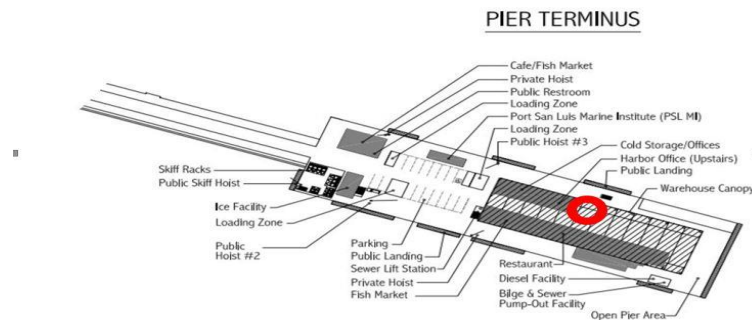 PIER TERMINUS
Cafe/Fish Market
Private Hoist
Public Restroom
Loading Zone
Port San Luis Marine Institute (PSL MI)
Loading Zone
Public Hoist #3
Cold Storage/Offices
Harbor Office (Upstairs)
Public Landing
Warehouse Canopy
Skiff Racks
Public Skiff Hoist
Ice Facility
Loading Zone
Public
Hoist #2
Parking
Public Landing
Sewer Lift Station
Private Hoist
Fish Market
Restaurant
Diesel Facility
Bilge & Sewer
Pump-Out Facility
Open Pier Area